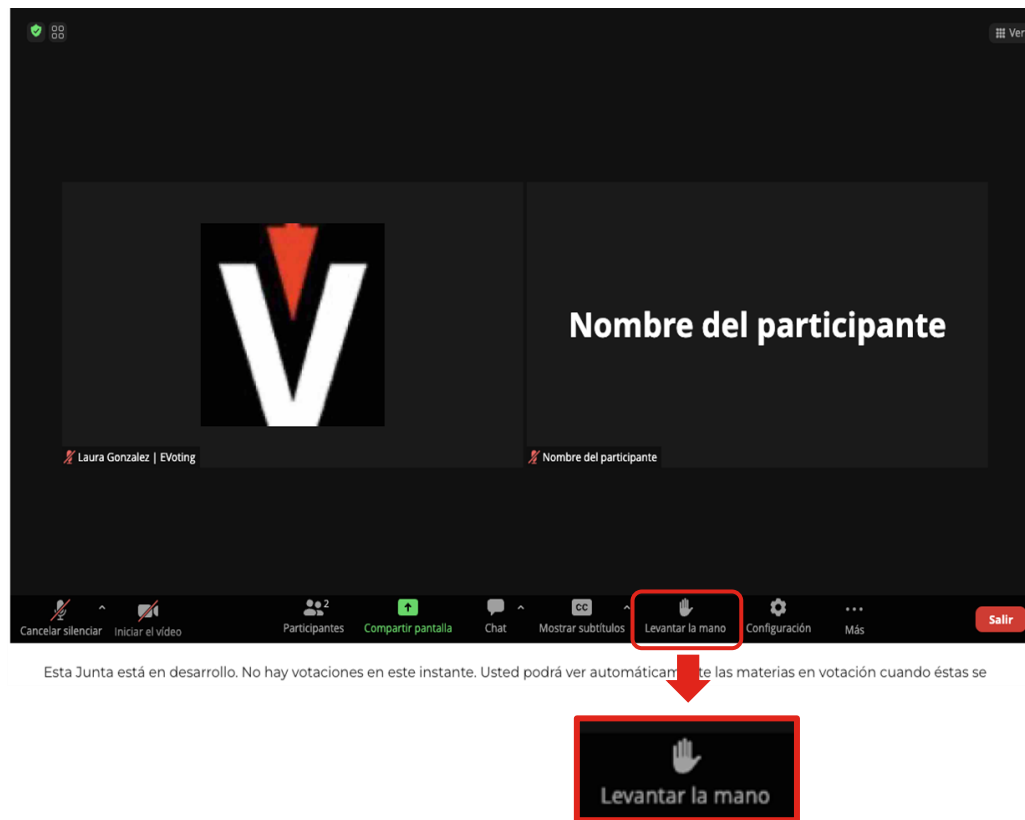 Ver
V
Nombre del participante
Laura Gonzalez | EVoting
Nombre del participante
2
CC
Cancelar silenciar
Iniciar el vídeo
Participantes
Compartir pantalla
Chat
Mostrar subtítulos
Levantar la mano
Configuración
Más
Salir
Esta Junta está en desarrollo. No hay votaciones en este instante. Usted podrá ver las materias en votación cuando éstas se
Levantar la mano